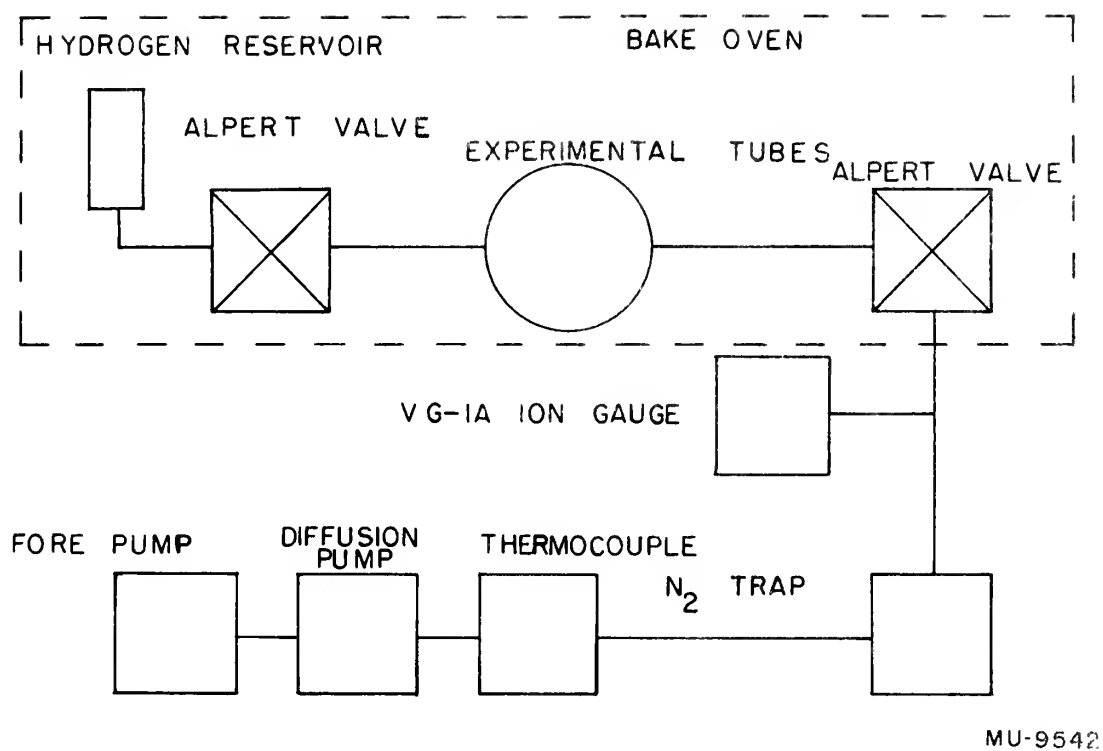 HYDROGEN RESERVOIR
BAKE OVEN
ALPERT VALVE
EXPERIMENTAL TUBES
ALPERT VALVE
VG-1A ION GAUGE
FORE PUMP
DIFFUSION
PUMP
THERMOCOUPLE
N₂ TRAP
MU-9542